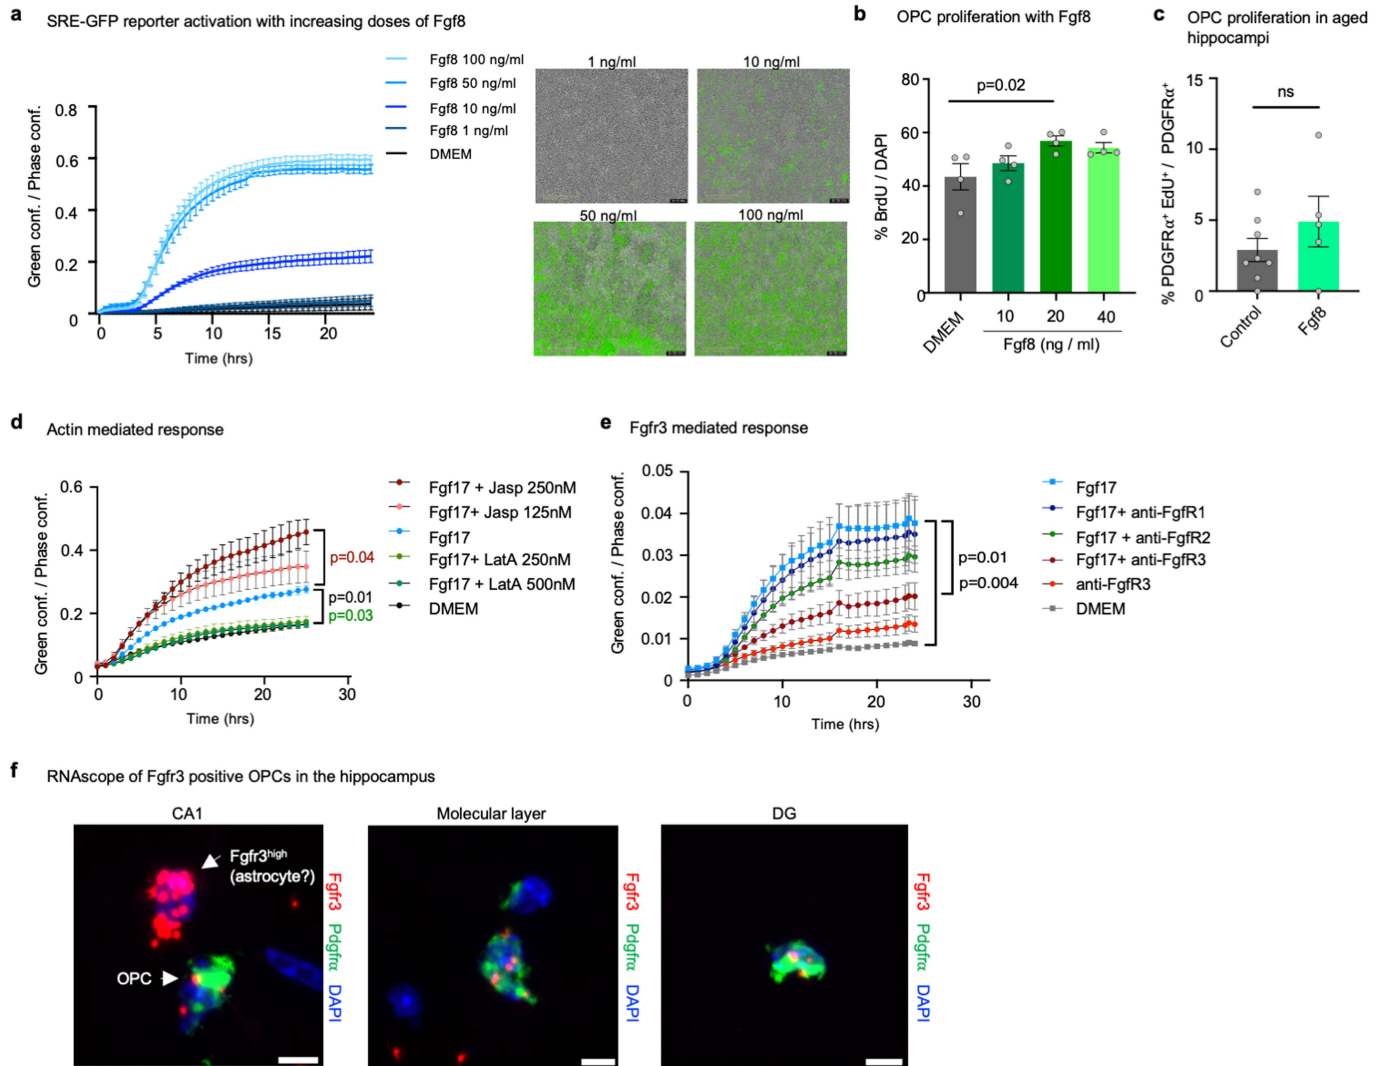 a
SRE-GFP reporter activation with increasing doses of Fgf8
Green conf. / Phase conf.
0.8
0.6
0.4
0.2
0
0
5
10
15
20
Time (hrs)
Fgf8 100 ng/ml
Fgf8 50 ng/ml
Fgf8 10 ng/ml
Fgf8 1 ng/ml
DMEM
1 ng/ml
10 ng/ml
50 ng/ml
100 ng/ml
b
OPC proliferation with Fgf8
% BrdU / DAPI
80
60
40
20
0
p=0.02
DMEM
10
20
40
Fgf8 (ng / ml)
c
OPC proliferation in aged
hippocampi
% PDGFRα⁺ EdU⁺ / PDGFRα⁺
15
10
5
0
ns
Control
Fgf8
d
Actin mediated response
Green conf. / Phase conf.
0.6
0.4
0.2
0
0
10
20
30
Time (hrs)
p=0.04
p=0.01
p=0.03
Fgf17 + Jasp 250nM
Fgf17+ Jasp 125nM
Fgf17
Fgf17+ LatA 250nM
Fgf17 + LatA 500nM
DMEM
e
Fgfr3 mediated response
Green conf. / Phase conf.
0.05
0.04
0.03
0.02
0.01
0
0
10
20
30
Time (hrs)
p=0.01
p=0.004
Fgf17
Fgf17+ anti-FgfR1
Fgf17 + anti-FgfR2
Fgf17+ anti-FgfR3
anti-FgfR3
DMEM
f
RNAscope of Fgfr3 positive OPCs in the hippocampus
CA1
Fgfr3high
(astrocyte?)
OPC
Fgfr3 Pdgfrα DAPI
Molecular layer
Fgfr3 Pdgfrα DAPI
DG
Fgfr3 Pdgfrα DAPI